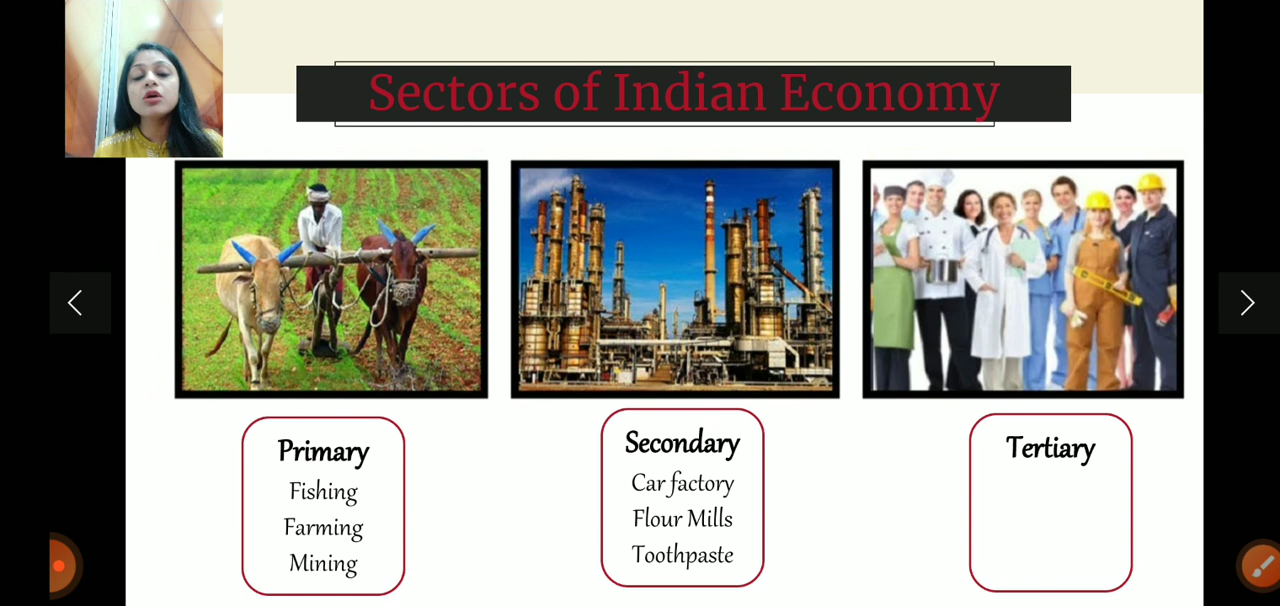 Sectors of Indian Economy
Primary
Fishing
Farming
Mining
Secondary
Car factory
Flour Mills
Toothpaste
Tertiary